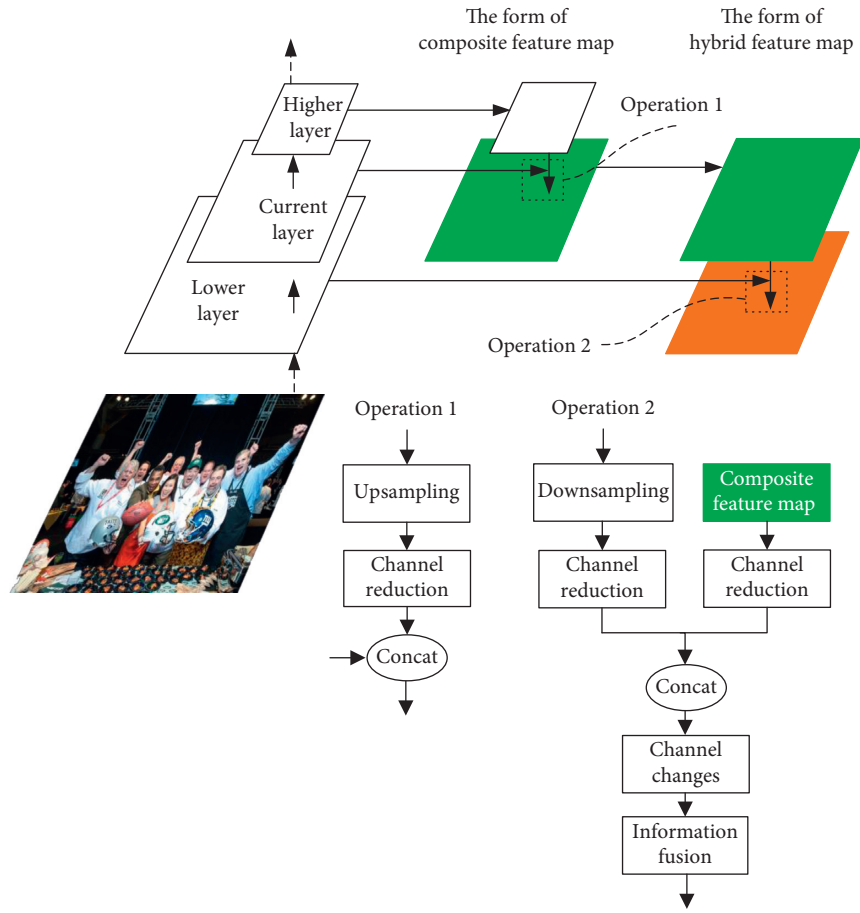 The form of
composite feature map
The form of
hybrid feature map
Higher
layer
Operation 1
Current
layer
Lower
layer
Operation 2
Operation 1
Upsampling
Channel
reduction
Concat
Operation 2
Downsampling
Composite
feature map
Channel
reduction
Channel
reduction
Concat
Channel
changes
Information
fusion